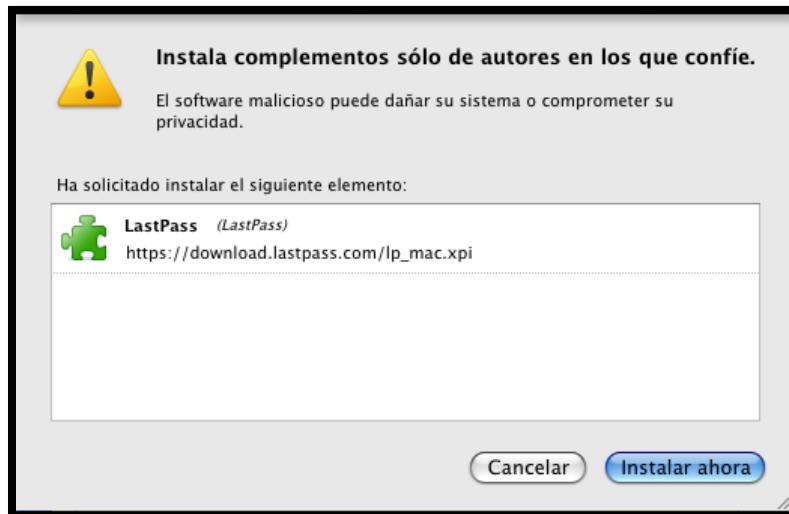 Instala complementos sólo de autores en los que confíe.
El software malicioso puede dañar su sistema o comprometer su
privacidad.
Ha solicitado instalar el siguiente elemento:
LastPass (LastPass)
https://download.lastpass.com/lp_mac.xpi
Cancelar Instalar ahora